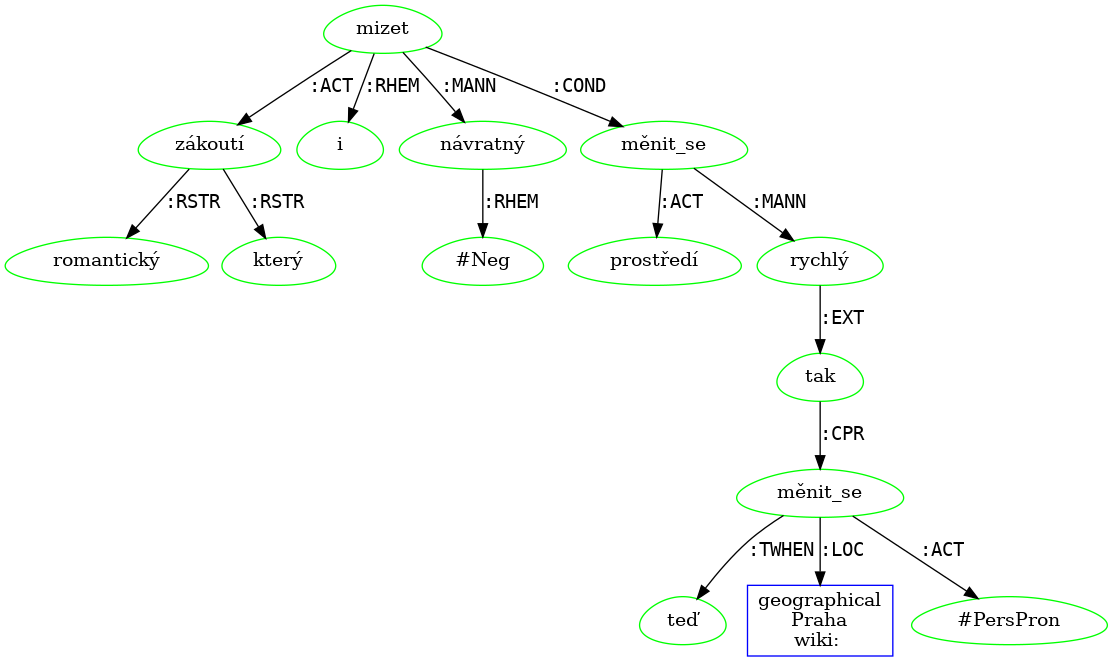 mizet
:ACT :RHEM :MANN :COND
zákoutí i návratný měnit_se
:RSTR :RSTR :RHEM :ACT :MANN
romantický který #Neg prostředí rychlý
:EXT
tak
:CPR
měnit_se
:TWHEN :LOC :ACT
teď geographical #PersPron
Praha
wiki: